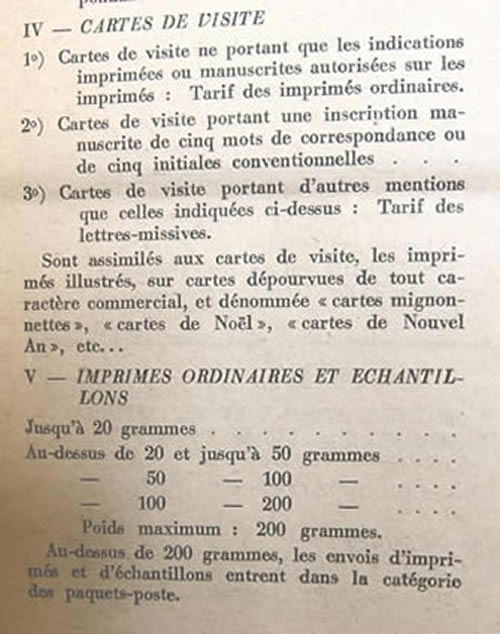 IV — CARTES DE VISITE
1º) Cartes de visite ne portant que les indications
imprimées ou manuscrites autorisées sur les
imprimés : Tarif des imprimés ordinaires.
2º) Cartes de visite portant une inscription ma-
nuscrite de cinq mots de correspondance ou
de cinq initiales conventionnelles . . .
3º) Cartes de visite portant d'autres mentions
que celles indiquées ci-dessus : Tarif des
lettres-missives.
Sont assimilés aux cartes de visite, les impri-
més illustrés, sur cartes dépourvues de tout ca-
ractère commercial, et dénommée « cartes mignon-
nettes », « cartes de Noël », « cartes de Nouvel
An », etc...
V — IMPRIMES ORDINAIRES ET ECHANTIL-
LONS
Jusqu'à 20 grammes . . . . . . . . . .
Au-dessus de 20 et jusqu'à 50 grammes . . . .
— 50 — 100 — . . . .
— 100 — 200 — . . . .
Poids maximum : 200 grammes.
Au-dessus de 200 grammes, les envois d'impri-
més et d'échantillons entrent dans la catégorie
des paquets-poste.